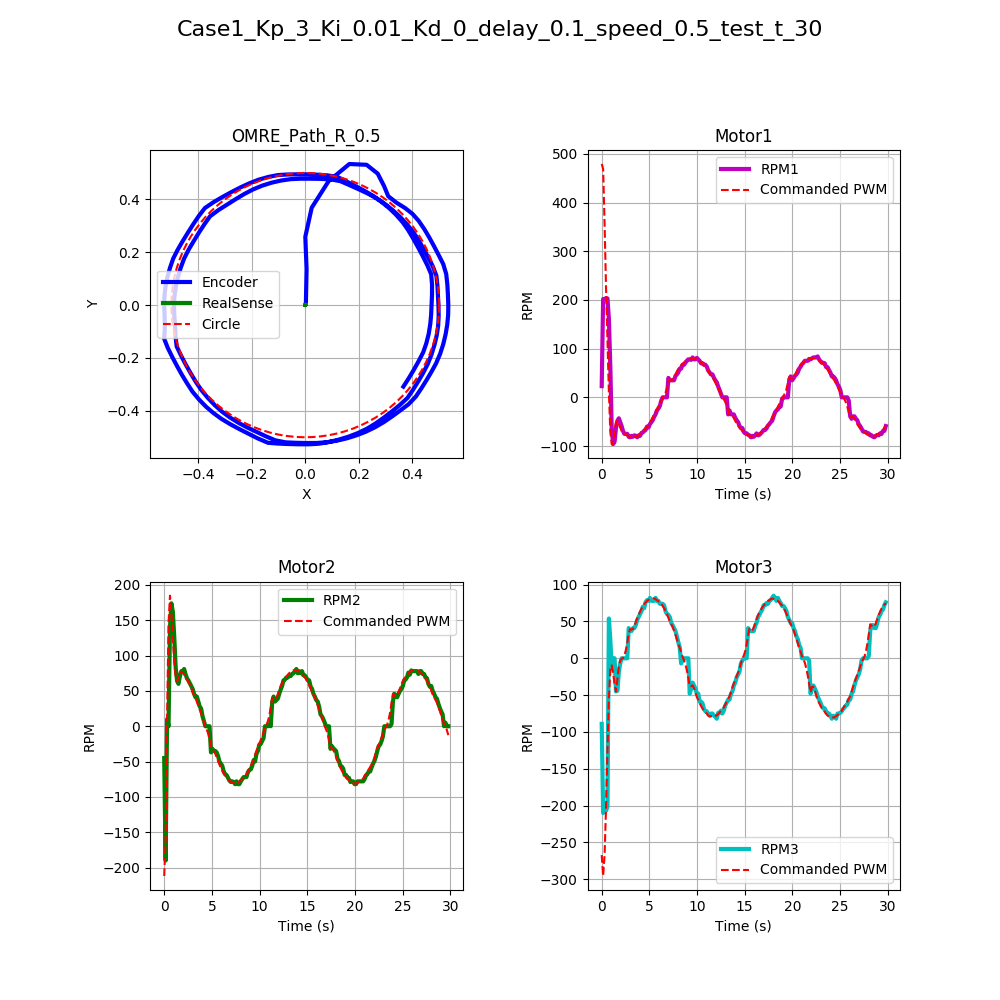 Case1_Kp_3_Ki_0.01_Kd_0_delay_0.1_speed_0.5_test_t_30
OMRE_Path_R_0.5
0.4
0.2
0.0
−0.2
−0.4
Y
Encoder
RealSense
Circle
−0.4 −0.2 0.0 0.2 0.4
X
Motor1
500
400
300
200
100
0
−100
RPM
RPM1
Commanded PWM
0 5 10 15 20 25 30
Time (s)
Motor2
200
150
100
50
0
−50
−100
−150
−200
RPM
RPM2
Commanded PWM
0 5 10 15 20 25 30
Time (s)
Motor3
100
50
0
−50
−100
−150
−200
−250
−300
RPM
RPM3
Commanded PWM
0 5 10 15 20 25 30
Time (s)